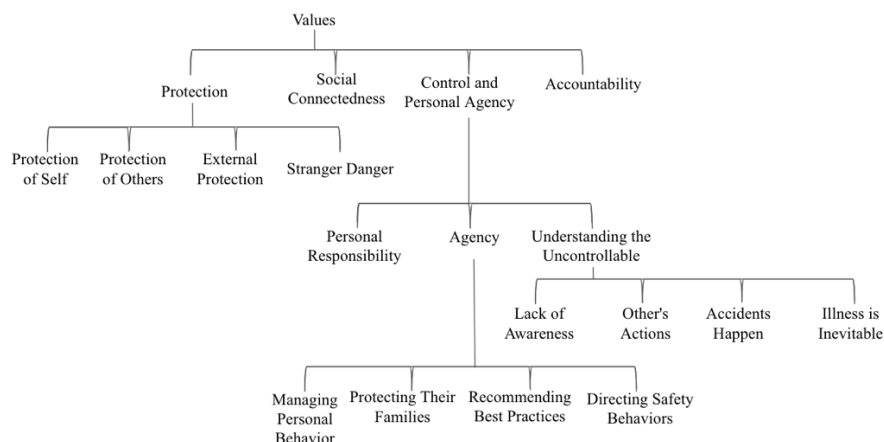 Values
Protection
Social
Connectedness
Control and
Personal Agency
Accountability
Protection
of Self
Protection
of Others
External
Protection
Stranger Danger
Personal
Responsibility
Agency
Understanding the
Uncontrollable
Lack of
Awareness
Other's
Actions
Accidents
Happen
Illness is
Inevitable
Managing
Personal
Behavior
Protecting Their
Families
Recommending
Best Practices
Directing Safety
Behaviors